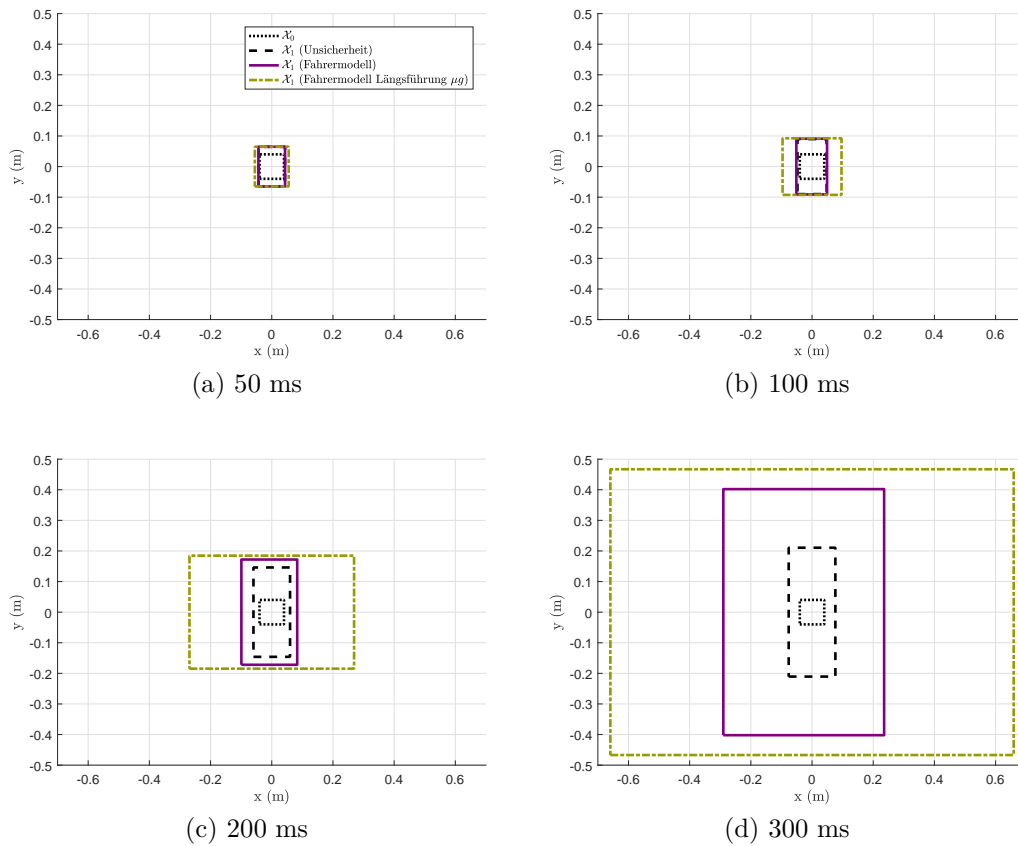 0.5
0.4
0.3
0.2
0.1
0
-0.1
-0.2
-0.3
-0.4
-0.5
y (m)
-0.6 -0.4 -0.2 0 0.2 0.4 0.6
x (m)
𝒳₀
𝒳₁ (Unsicherheit)
𝒳₁ (Fahrermodell)
𝒳₁ (Fahrermodell Längsführung μg)
(a) 50 ms
0.5
0.4
0.3
0.2
0.1
0
-0.1
-0.2
-0.3
-0.4
-0.5
y (m)
-0.6 -0.4 -0.2 0 0.2 0.4 0.6
x (m)
(b) 100 ms
0.5
0.4
0.3
0.2
0.1
0
-0.1
-0.2
-0.3
-0.4
-0.5
y (m)
-0.6 -0.4 -0.2 0 0.2 0.4 0.6
x (m)
(c) 200 ms
0.5
0.4
0.3
0.2
0.1
0
-0.1
-0.2
-0.3
-0.4
-0.5
y (m)
-0.6 -0.4 -0.2 0 0.2 0.4 0.6
x (m)
(d) 300 ms